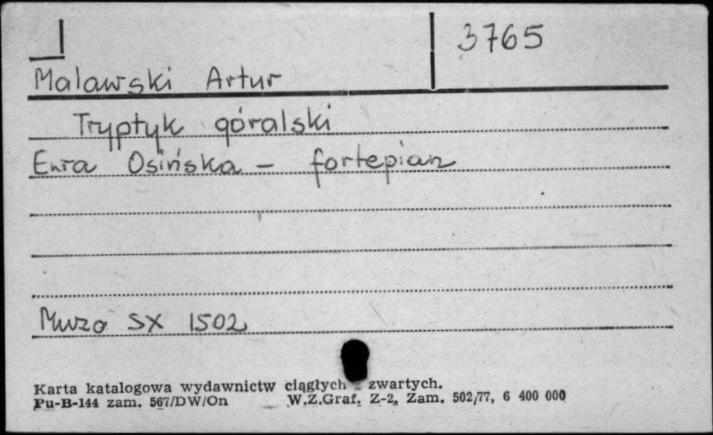 3765
Malawski Artur
Tryptyk góralski
Ewa Osińska - fortepian
Muza SX 1502
Karta katalogowa wydawnictw ciągłych - zwartych.
Pu-B-144 zam. 567/DW/On W.Z.Graf. Z-2, Zam. 502/77, 6 400 000